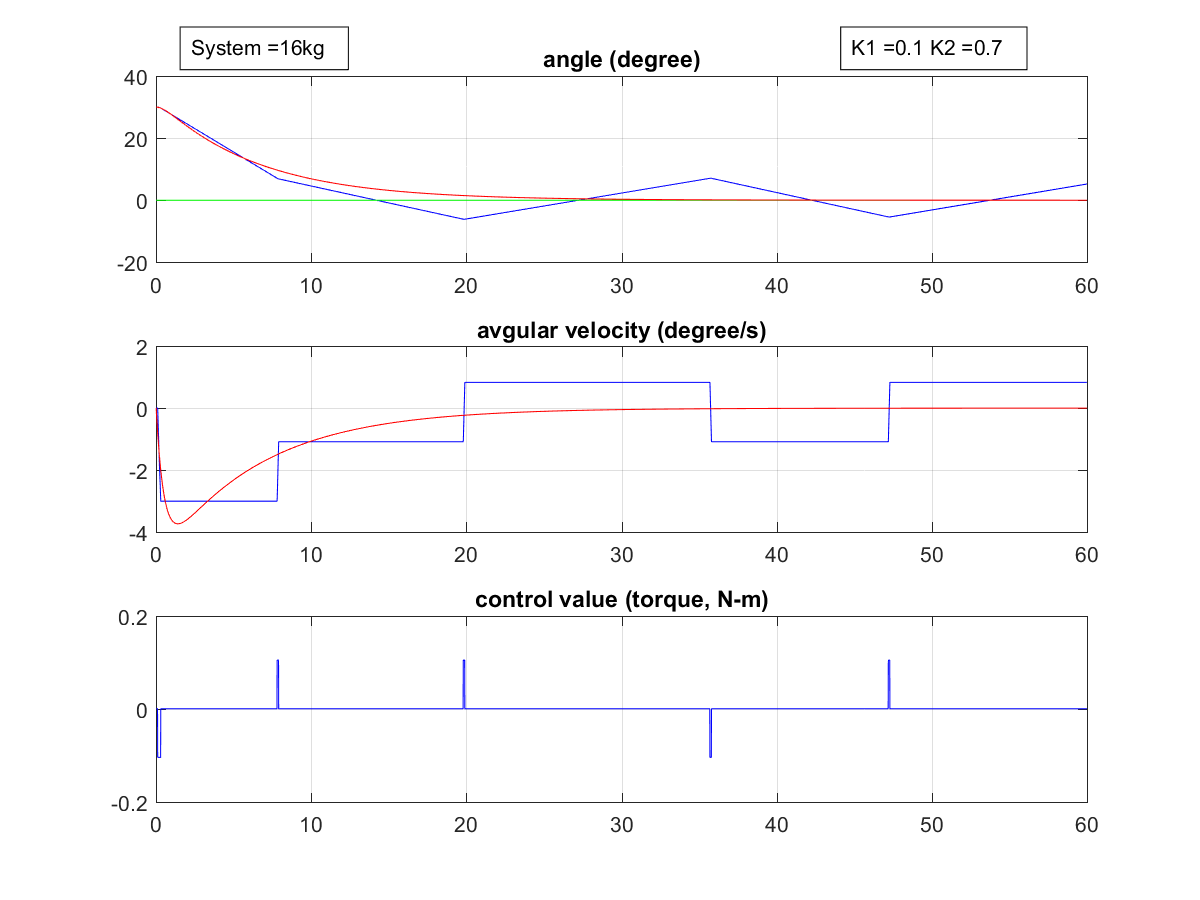 System =16kg
K1 =0.1 K2 =0.7
angle (degree)
40
20
0
-20
0 10 20 30 40 50 60
avgular velocity (degree/s)
2
0
-2
-4
0 10 20 30 40 50 60
control value (torque, N-m)
0.2
0
-0.2
0 10 20 30 40 50 60